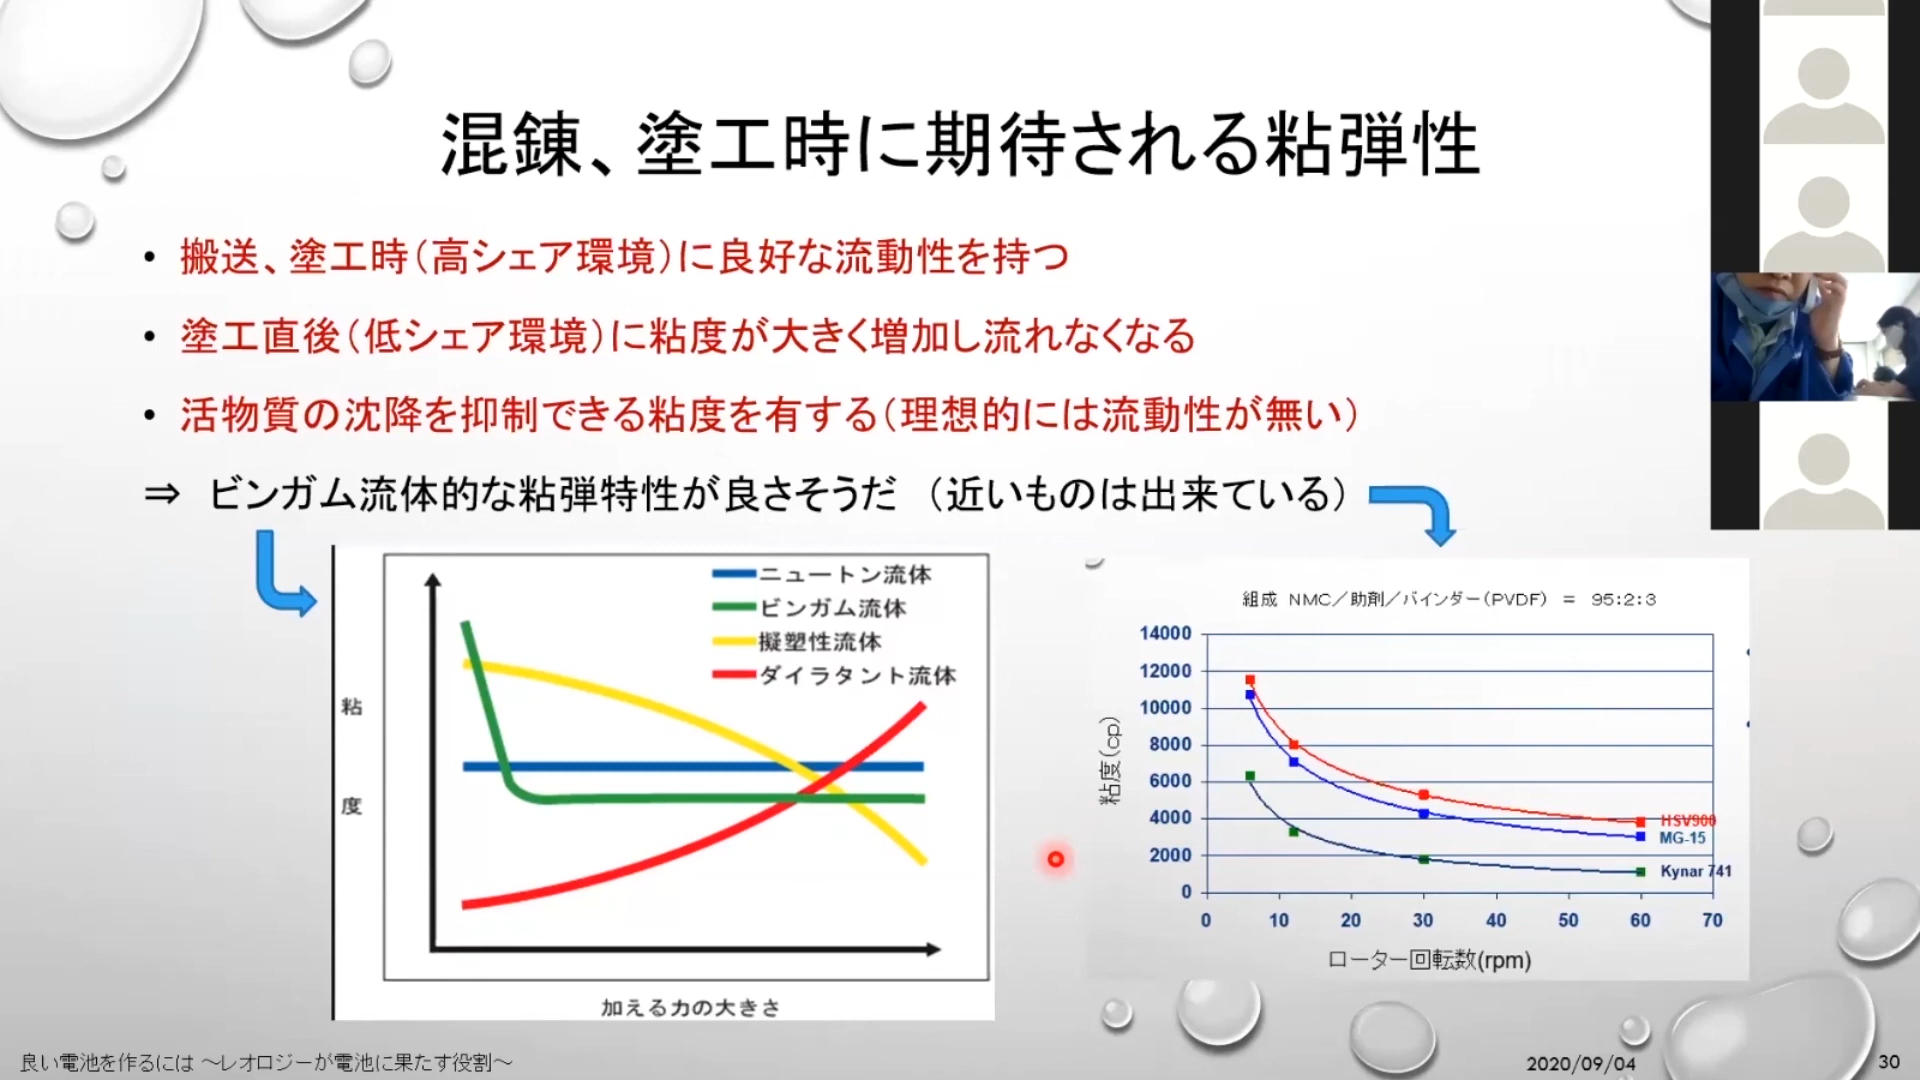 混錬、塗工時に期待される粘弾性
• 搬送、塗工時（高シェア環境）に良好な流動性を持つ
• 塗工直後（低シェア環境）に粘度が大きく増加し流れなくなる
• 活物質の沈降を抑制できる粘度を有する（理想的には流動性が無い）
⇒ ビンガム流体的な粘弾特性が良さそうだ （近いものは出来ている）
ニュートン流体
ビンガム流体
擬塑性流体
ダイラタント流体
粘度
加える力の大きさ
組成 NMC／助剤／バインダー（PVDF） ＝ 95：2：3
14000
12000
10000
8000
6000
4000
2000
0
粘度（cp）
HSV900
MG-15
Kynar 741
0 10 20 30 40 50 60 70
ローター回転数(rpm)
良い電池を作るには ～レオロジーが電池に果たす役割～
2020/09/04
30